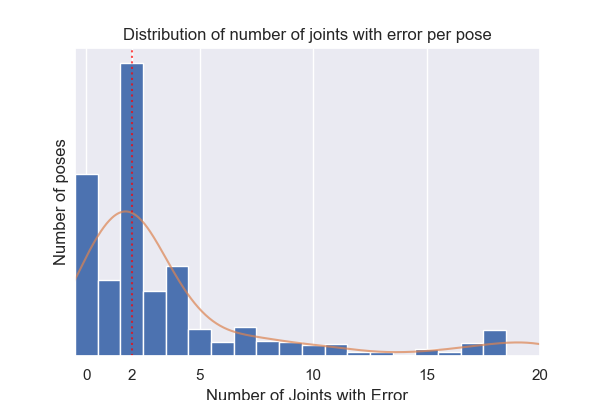 Distribution of number of joints with error per pose
Number of poses
0 2 5 10 15 20
Number of Joints with Error